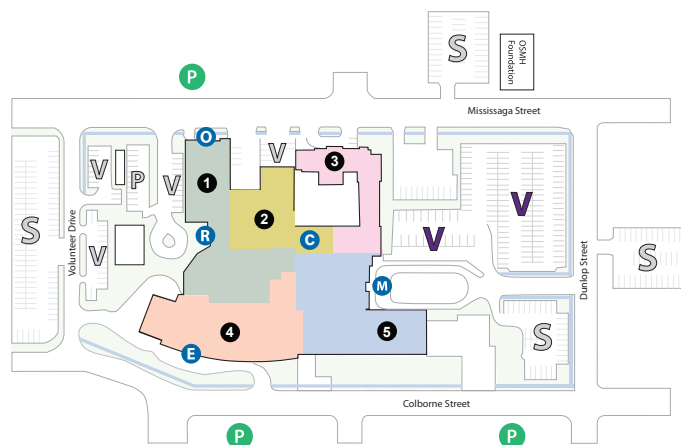 S
OSMH
Foundation
P
Mississaga Street
O
V
V
P
V
1
3
V
2
V
S
Volunteer Drive
V
R
C
V
S
Dunlop Street
M
4
5
S
E
Colborne Street
P
P